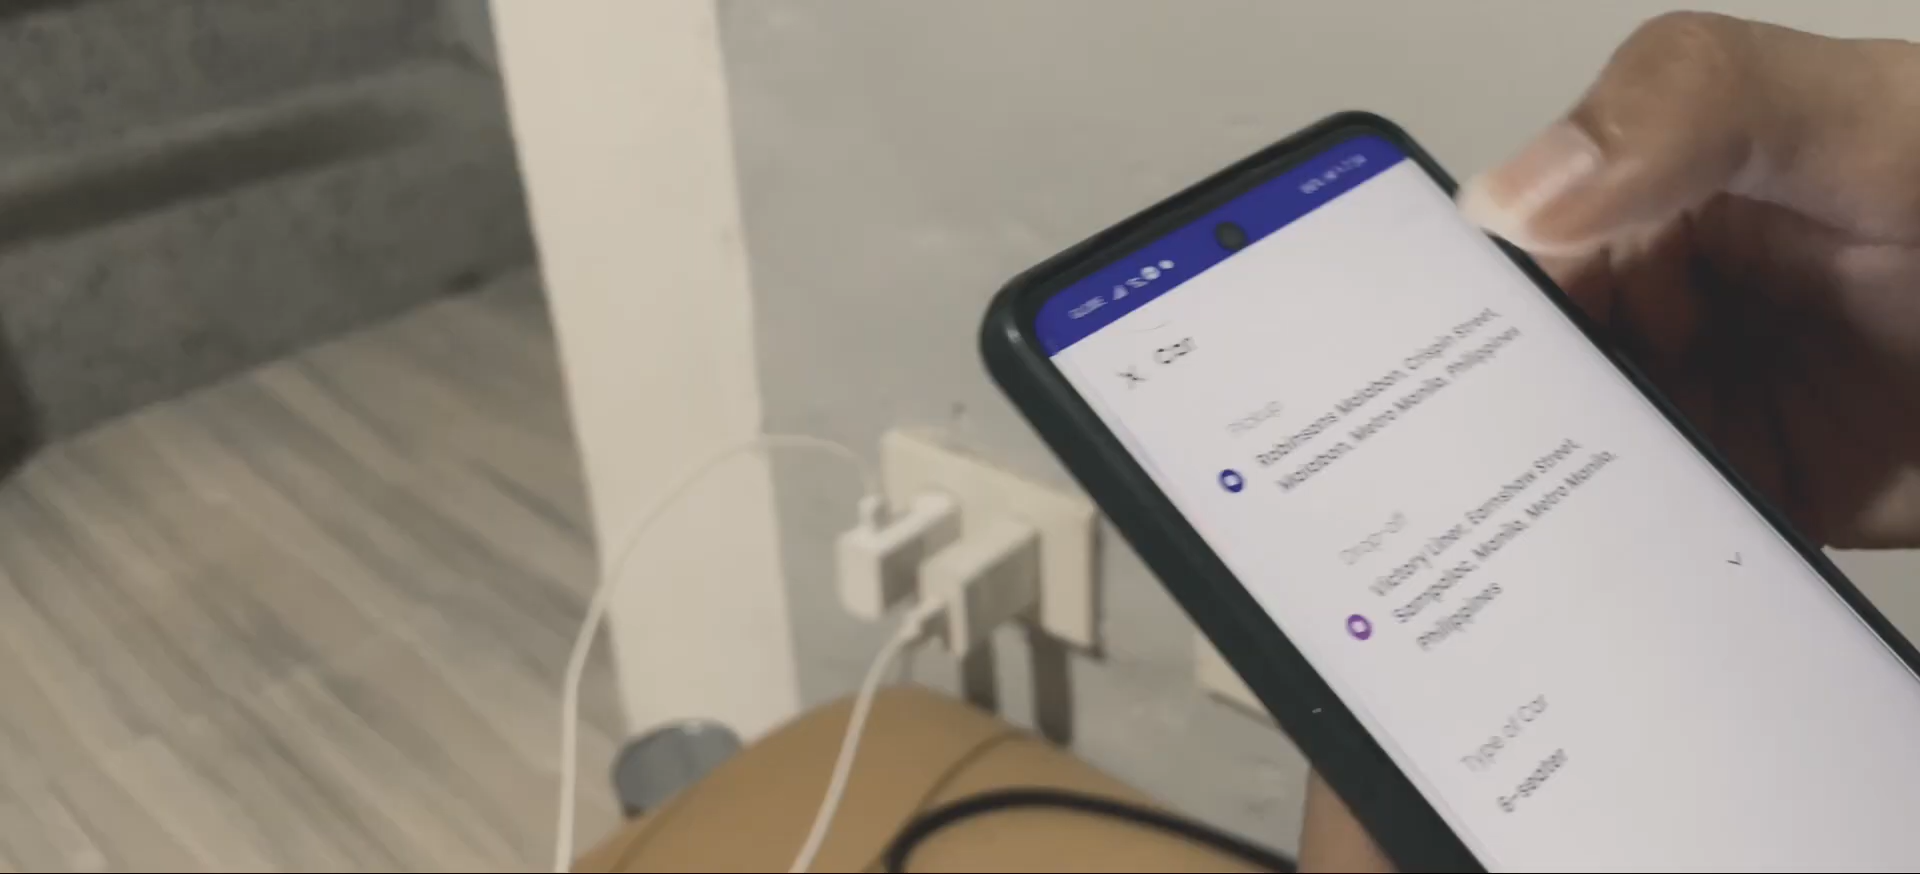 GLOBE
Car
Pickup
Robinsons Malabon, Crispin Street,
Malabon, Metro Manila, Philippines
Drop-off
Victory Liner, Earnshaw Street,
Sampaloc, Manila, Metro Manila,
Philippines
Type of Car
6-seater